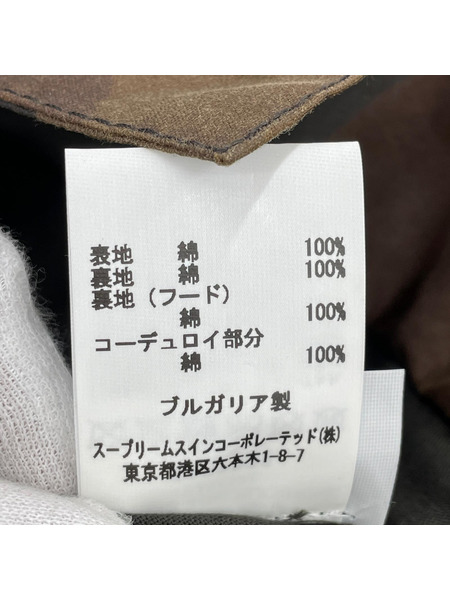 表地 綿 100%
裏地 綿 100%
裏地(フード)
綿 100%
コーデュロイ部分
綿 100%
ブルガリア製
スープリームスインコーポレーテッド(株)
東京都港区六本木1-8-7